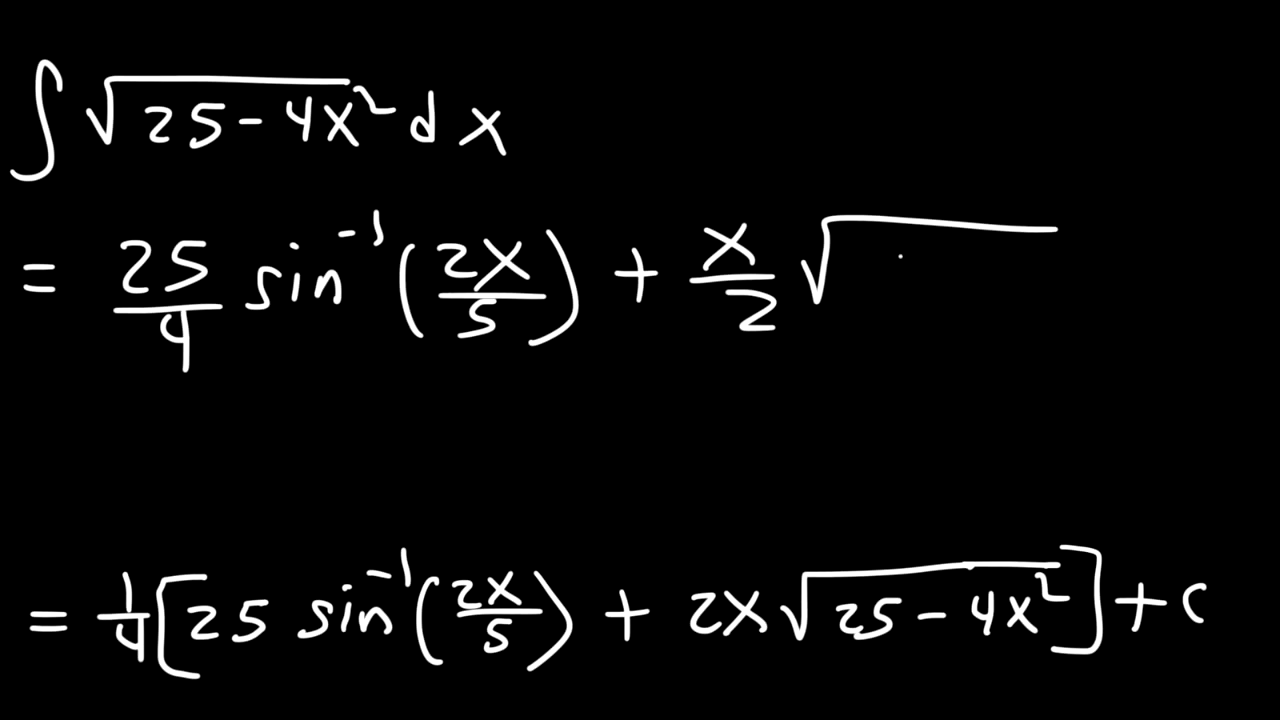 ∫ √(25 - 4x²) dx
= 25/4 sin⁻¹(2x/5) + x/2 √
= 1/4 [25 sin⁻¹(2x/5) + 2x √(25 - 4x²)] + c